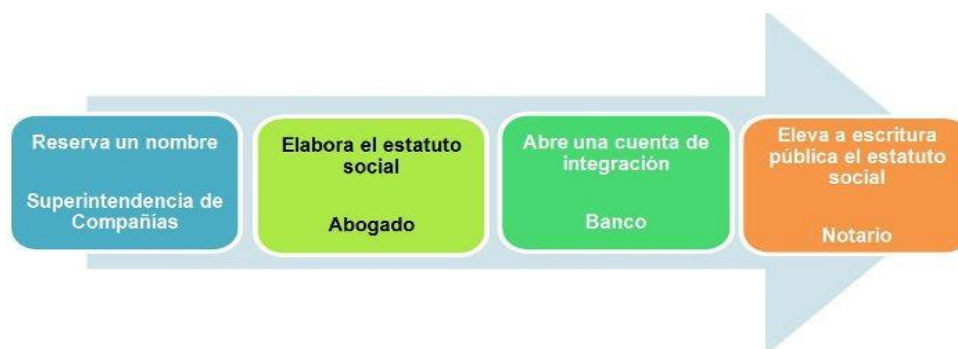 Reserva un nombre
Superintendencia de
Compañías
Elabora el estatuto
social
Abogado
Abre una cuenta de
integración
Banco
Eleva a escritura
pública el estatuto
social
Notario